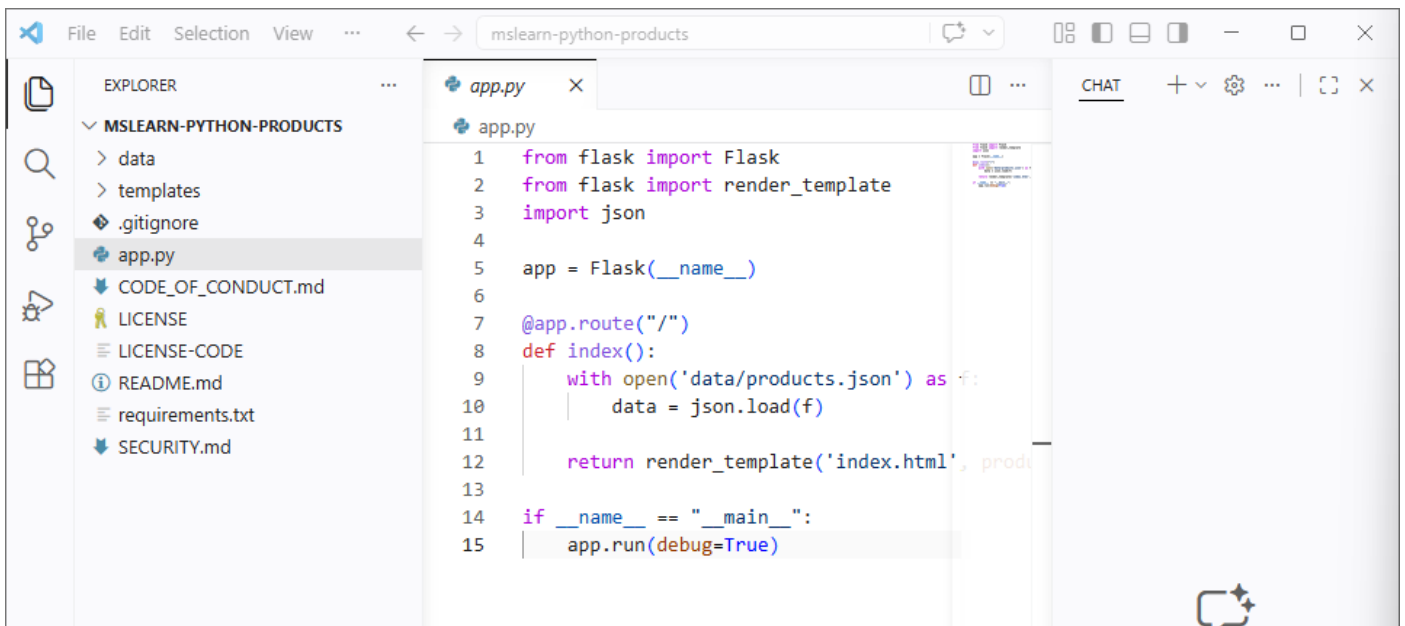 File Edit Selection View ··· mslearn-python-products
EXPLORER ···
MSLEARN-PYTHON-PRODUCTS
data
templates
.gitignore
app.py
CODE_OF_CONDUCT.md
LICENSE
LICENSE-CODE
README.md
requirements.txt
SECURITY.md
app.py
app.py
1 from flask import Flask
2 from flask import render_template
3 import json
4
5 app = Flask(__name__)
6
7 @app.route("/")
8 def index():
9     with open('data/products.json') as f:
10         data = json.load(f)
11
12     return render_template('index.html',
13
14 if __name__ == "__main__":
15     app.run(debug=True)
CHAT